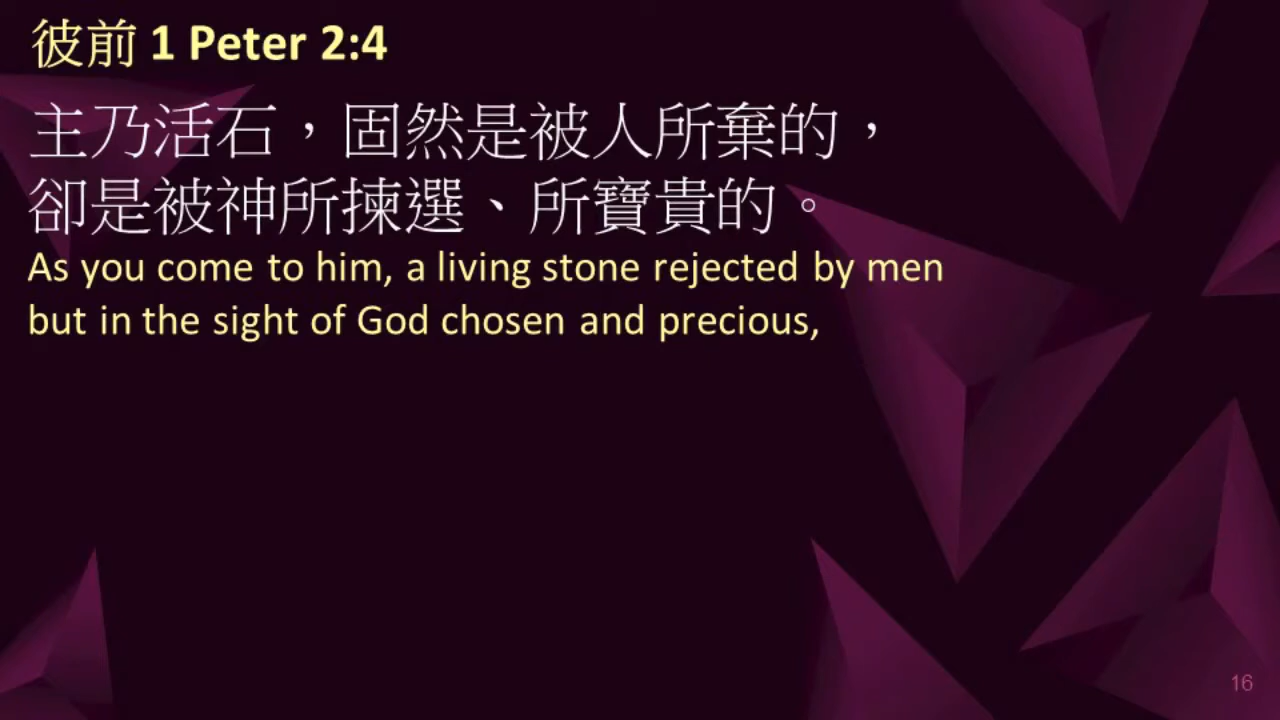 彼前 1 Peter 2:4
主乃活石，固然是被人所棄的，
卻是被神所揀選、所寶貴的。
As you come to him, a living stone rejected by men
but in the sight of God chosen and precious,
16